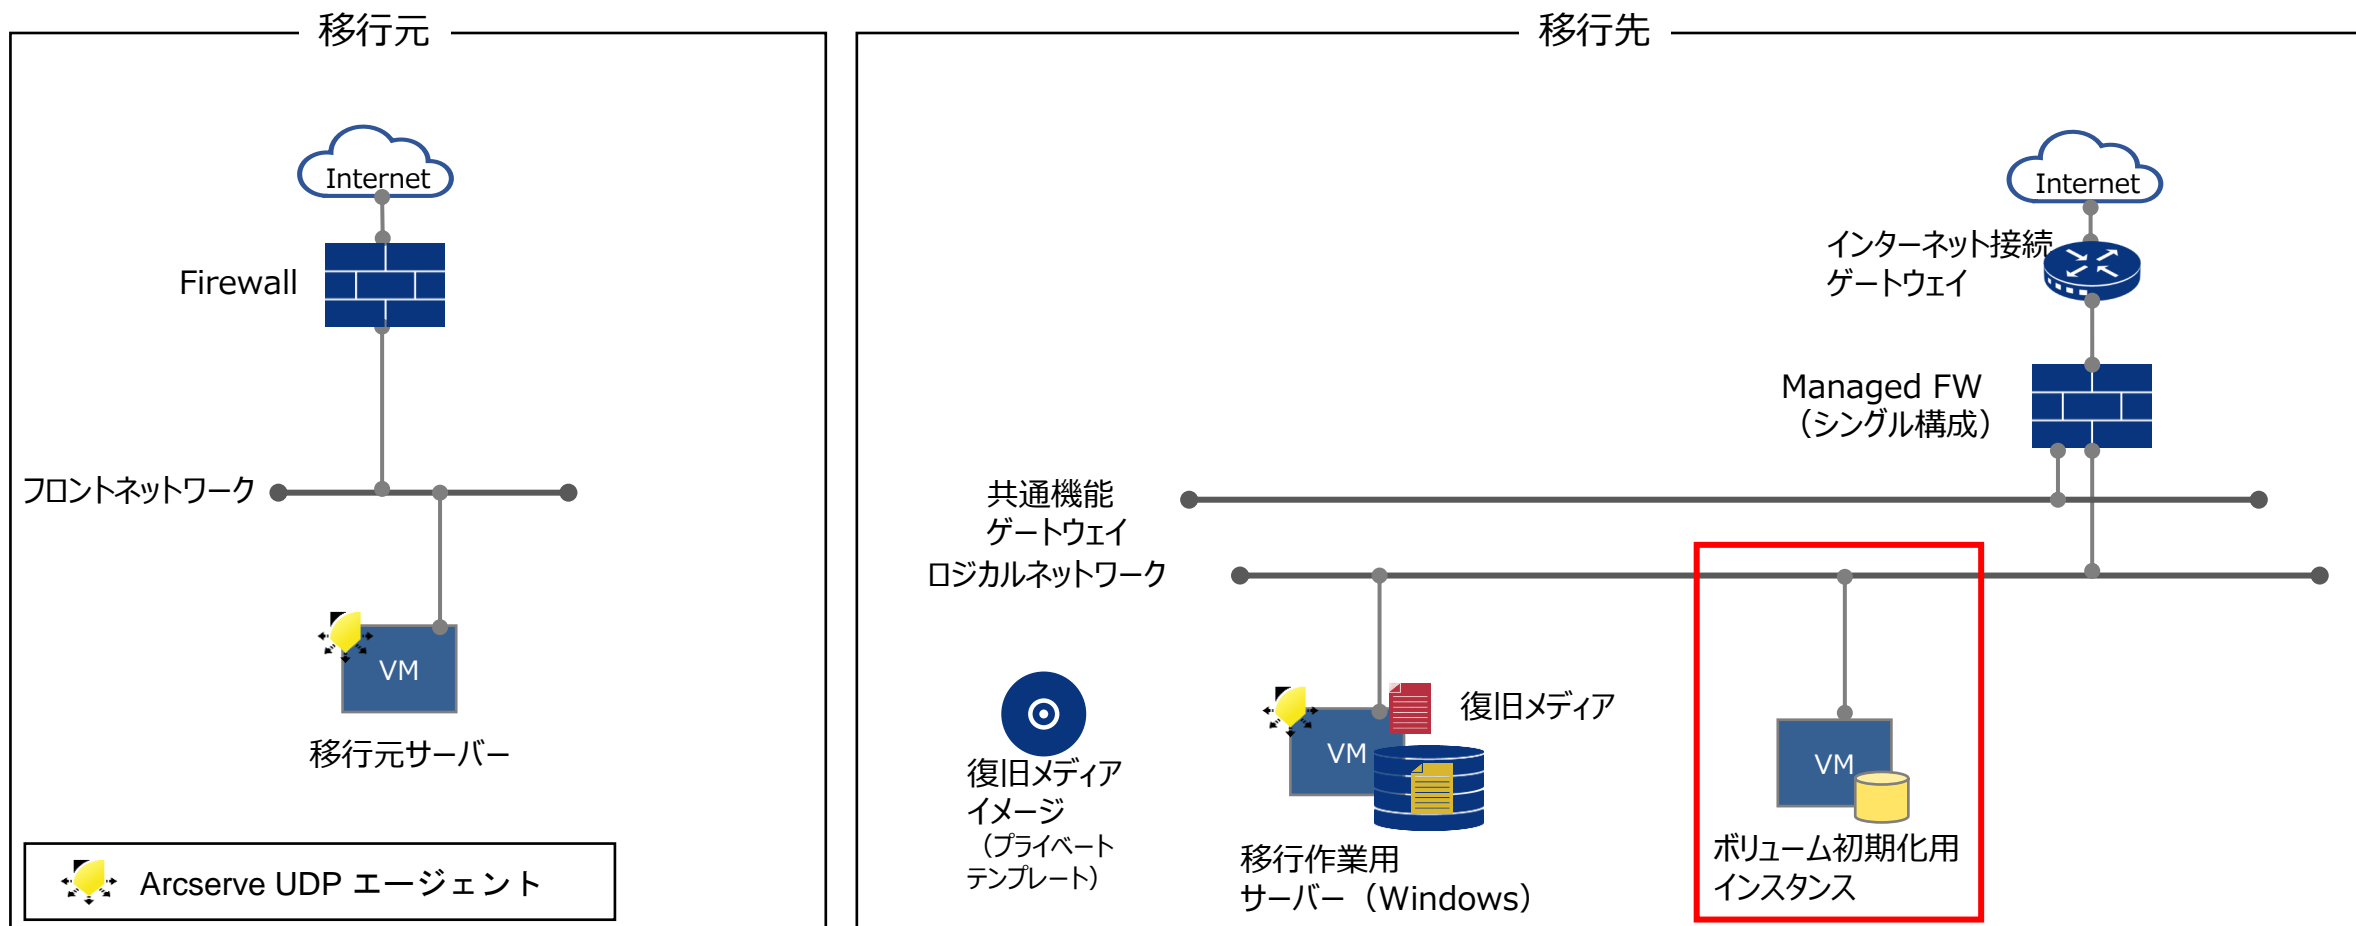 移行元
Internet
Firewall
フロントネットワーク
VM
移行元サーバー
Arcserve UDP エージェント
移行先
Internet
インターネット接続
ゲートウェイ
Managed FW
（シングル構成）
共通機能
ゲートウェイ
ロジカルネットワーク
復旧メディア
イメージ
（プライベート
テンプレート）
VM
復旧メディア
移行作業用
サーバー（Windows）
VM
ボリューム初期化用
インスタンス